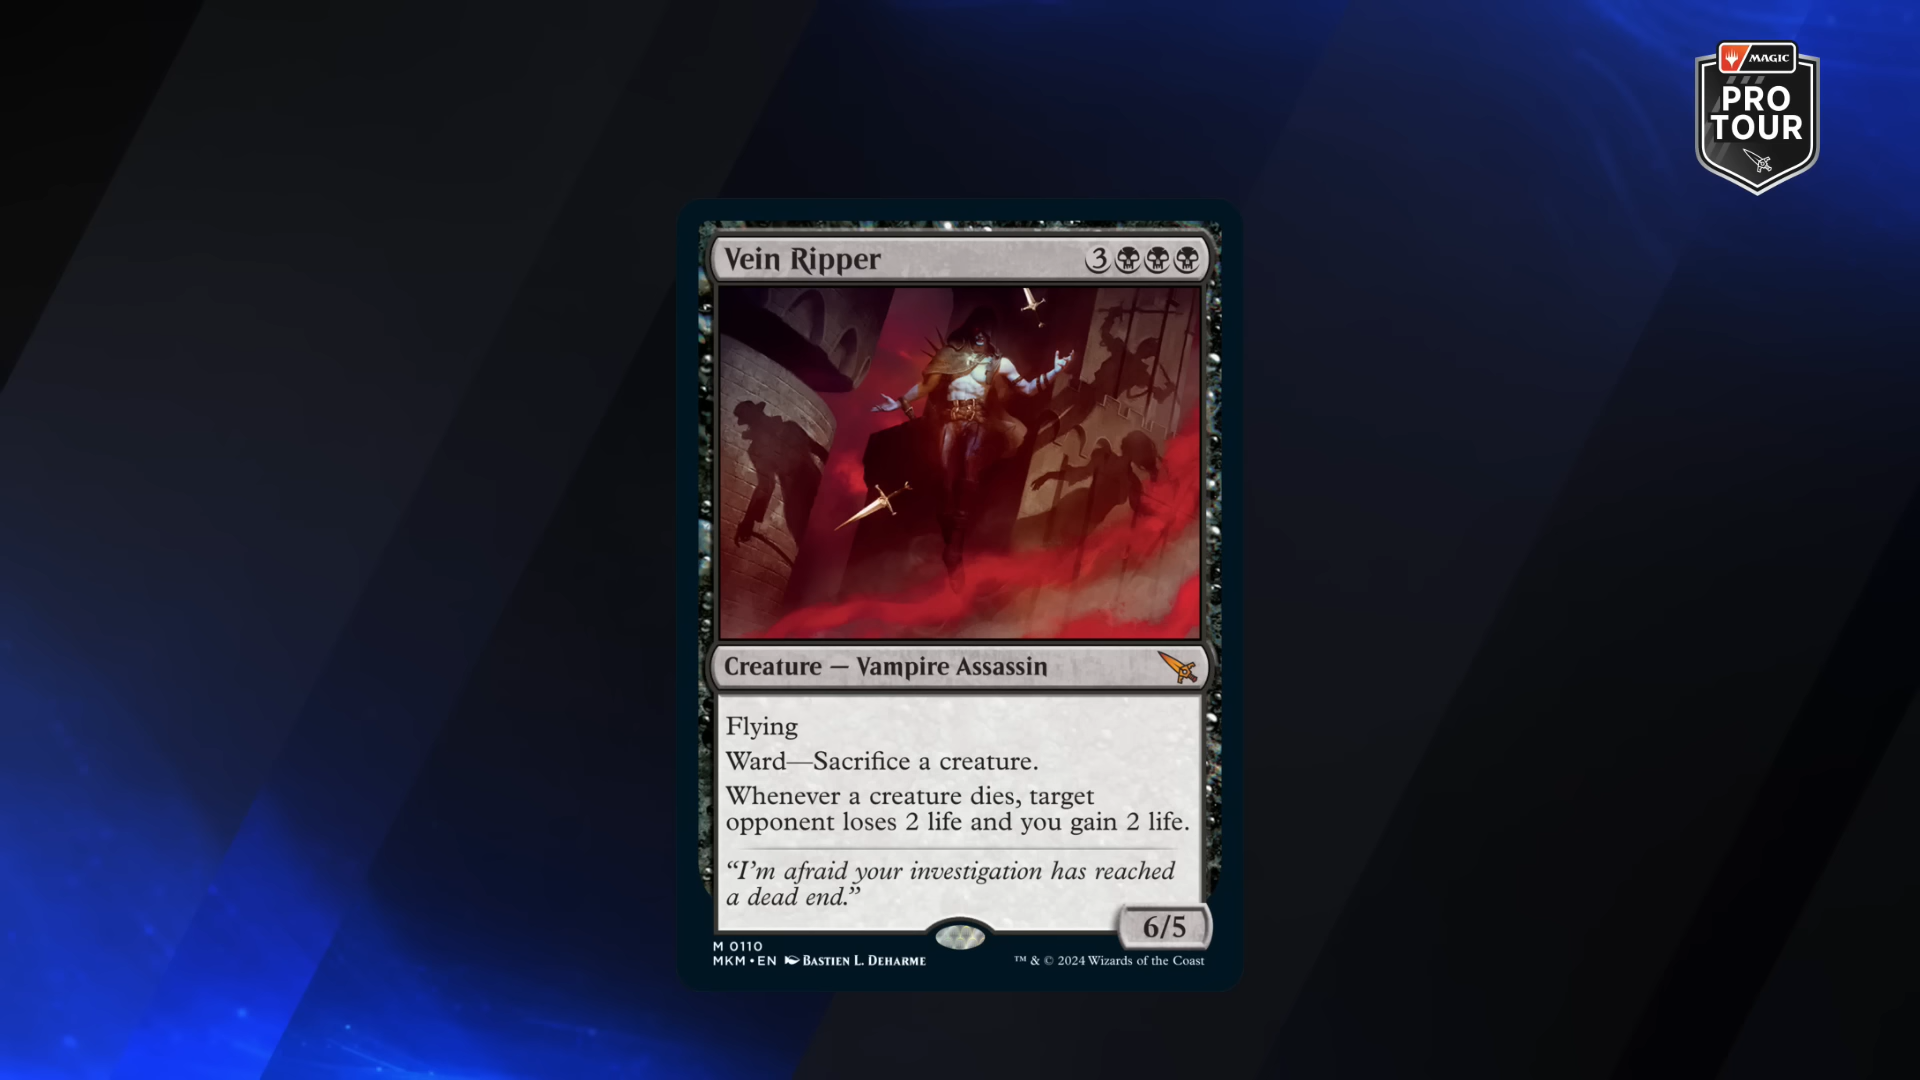 MAGIC
PRO
TOUR
Vein Ripper
3
Creature — Vampire Assassin
Flying
Ward—Sacrifice a creature.
Whenever a creature dies, target
opponent loses 2 life and you gain 2 life.
“I’m afraid your investigation has reached
a dead end.”
6/5
M 0110
MKM • EN BASTIEN L. DEHARME
™ & © 2024 Wizards of the Coast